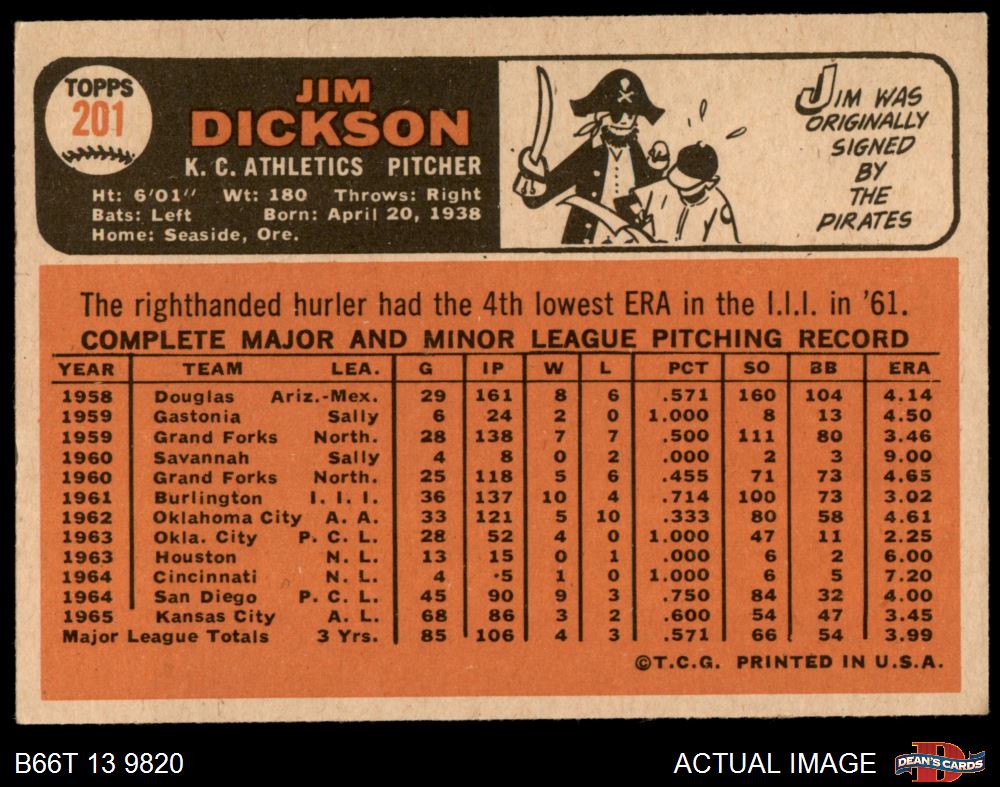 TOPPS
201
JIM
DICKSON
K. C. ATHLETICS PITCHER
Ht: 6'01" Wt: 180 Throws: Right
Bats: Left Born: April 20, 1938
Home: Seaside, Ore.
JIM WAS
ORIGINALLY
SIGNED
BY
THE
PIRATES
The righthanded hurler had the 4th lowest ERA in the I.I.I. in '61.
COMPLETE MAJOR AND MINOR LEAGUE PITCHING RECORD
YEAR TEAM LEA. G IP W L PCT SO BB ERA
1958 Douglas Ariz.-Mex. 29 161 8 6 .571 160 104 4.14
1959 Gastonia Sally 6 24 2 0 1.000 8 13 4.50
1959 Grand Forks North. 28 138 7 7 .500 111 80 3.46
1960 Savannah Sally 4 8 0 2 .000 2 3 9.00
1960 Grand Forks North. 25 118 5 6 .455 71 73 4.65
1961 Burlington I. I. I. 36 137 10 4 .714 100 73 3.02
1962 Oklahoma City A. A. 33 121 5 10 .333 80 58 4.61
1963 Okla. City P. C. L. 28 52 4 0 1.000 47 11 2.25
1963 Houston N. L. 13 15 0 1 .000 6 2 6.00
1964 Cincinnati N. L. 4 5 1 0 1.000 6 5 7.20
1964 San Diego P. C. L. 45 90 9 3 .750 84 32 4.00
1965 Kansas City A. L. 68 86 3 2 .600 54 47 3.45
Major League Totals 3 Yrs. 85 106 4 3 .571 66 54 3.99
©T.C.G. PRINTED IN U.S.A.
B66T 13 9820
ACTUAL IMAGE
DEAN'S CARDS